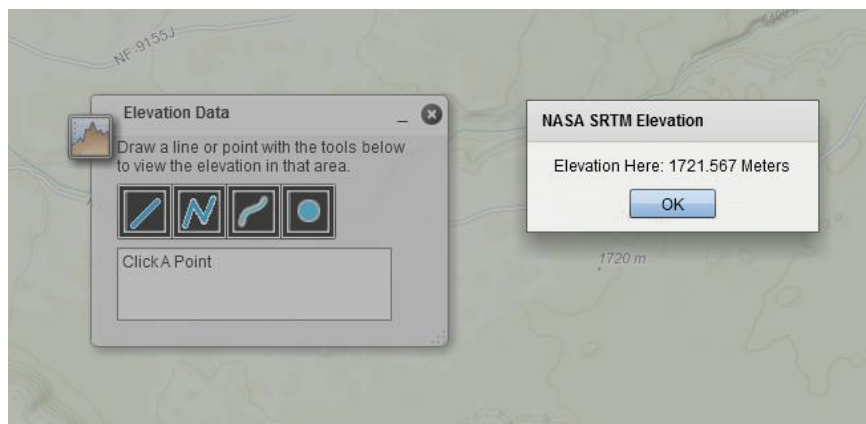 NF-9155J
Elevation Data
Draw a line or point with the tools below
to view the elevation in that area.
Click A Point
NASA SRTM Elevation
Elevation Here: 1721.567 Meters
OK
1720 m